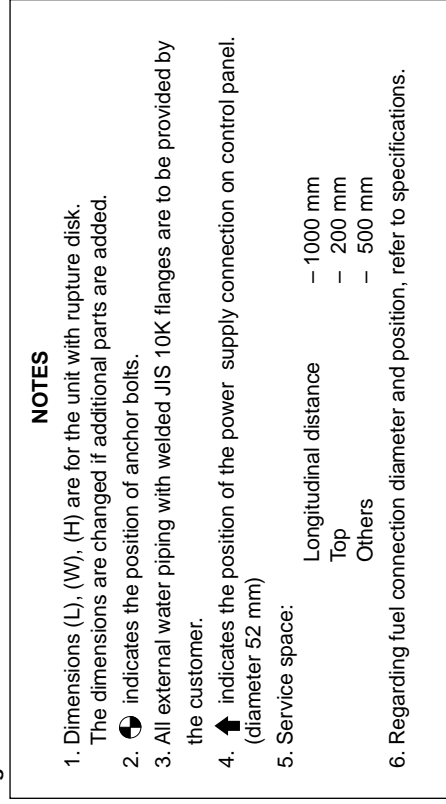 NOTES
1. Dimensions (L), (W), (H) are for the unit with rupture disk.
The dimensions are changed if additional parts are added.
2. indicates the position of anchor bolts.
3. All external water piping with welded JIS 10K flanges are to be provided by
the customer.
4. indicates the position of the power supply connection on control panel.
(diameter 52 mm)
5. Service space:
Longitudinal distance – 1000 mm
Top – 200 mm
Others – 500 mm
6. Regarding fuel connection diameter and position, refer to specifications.